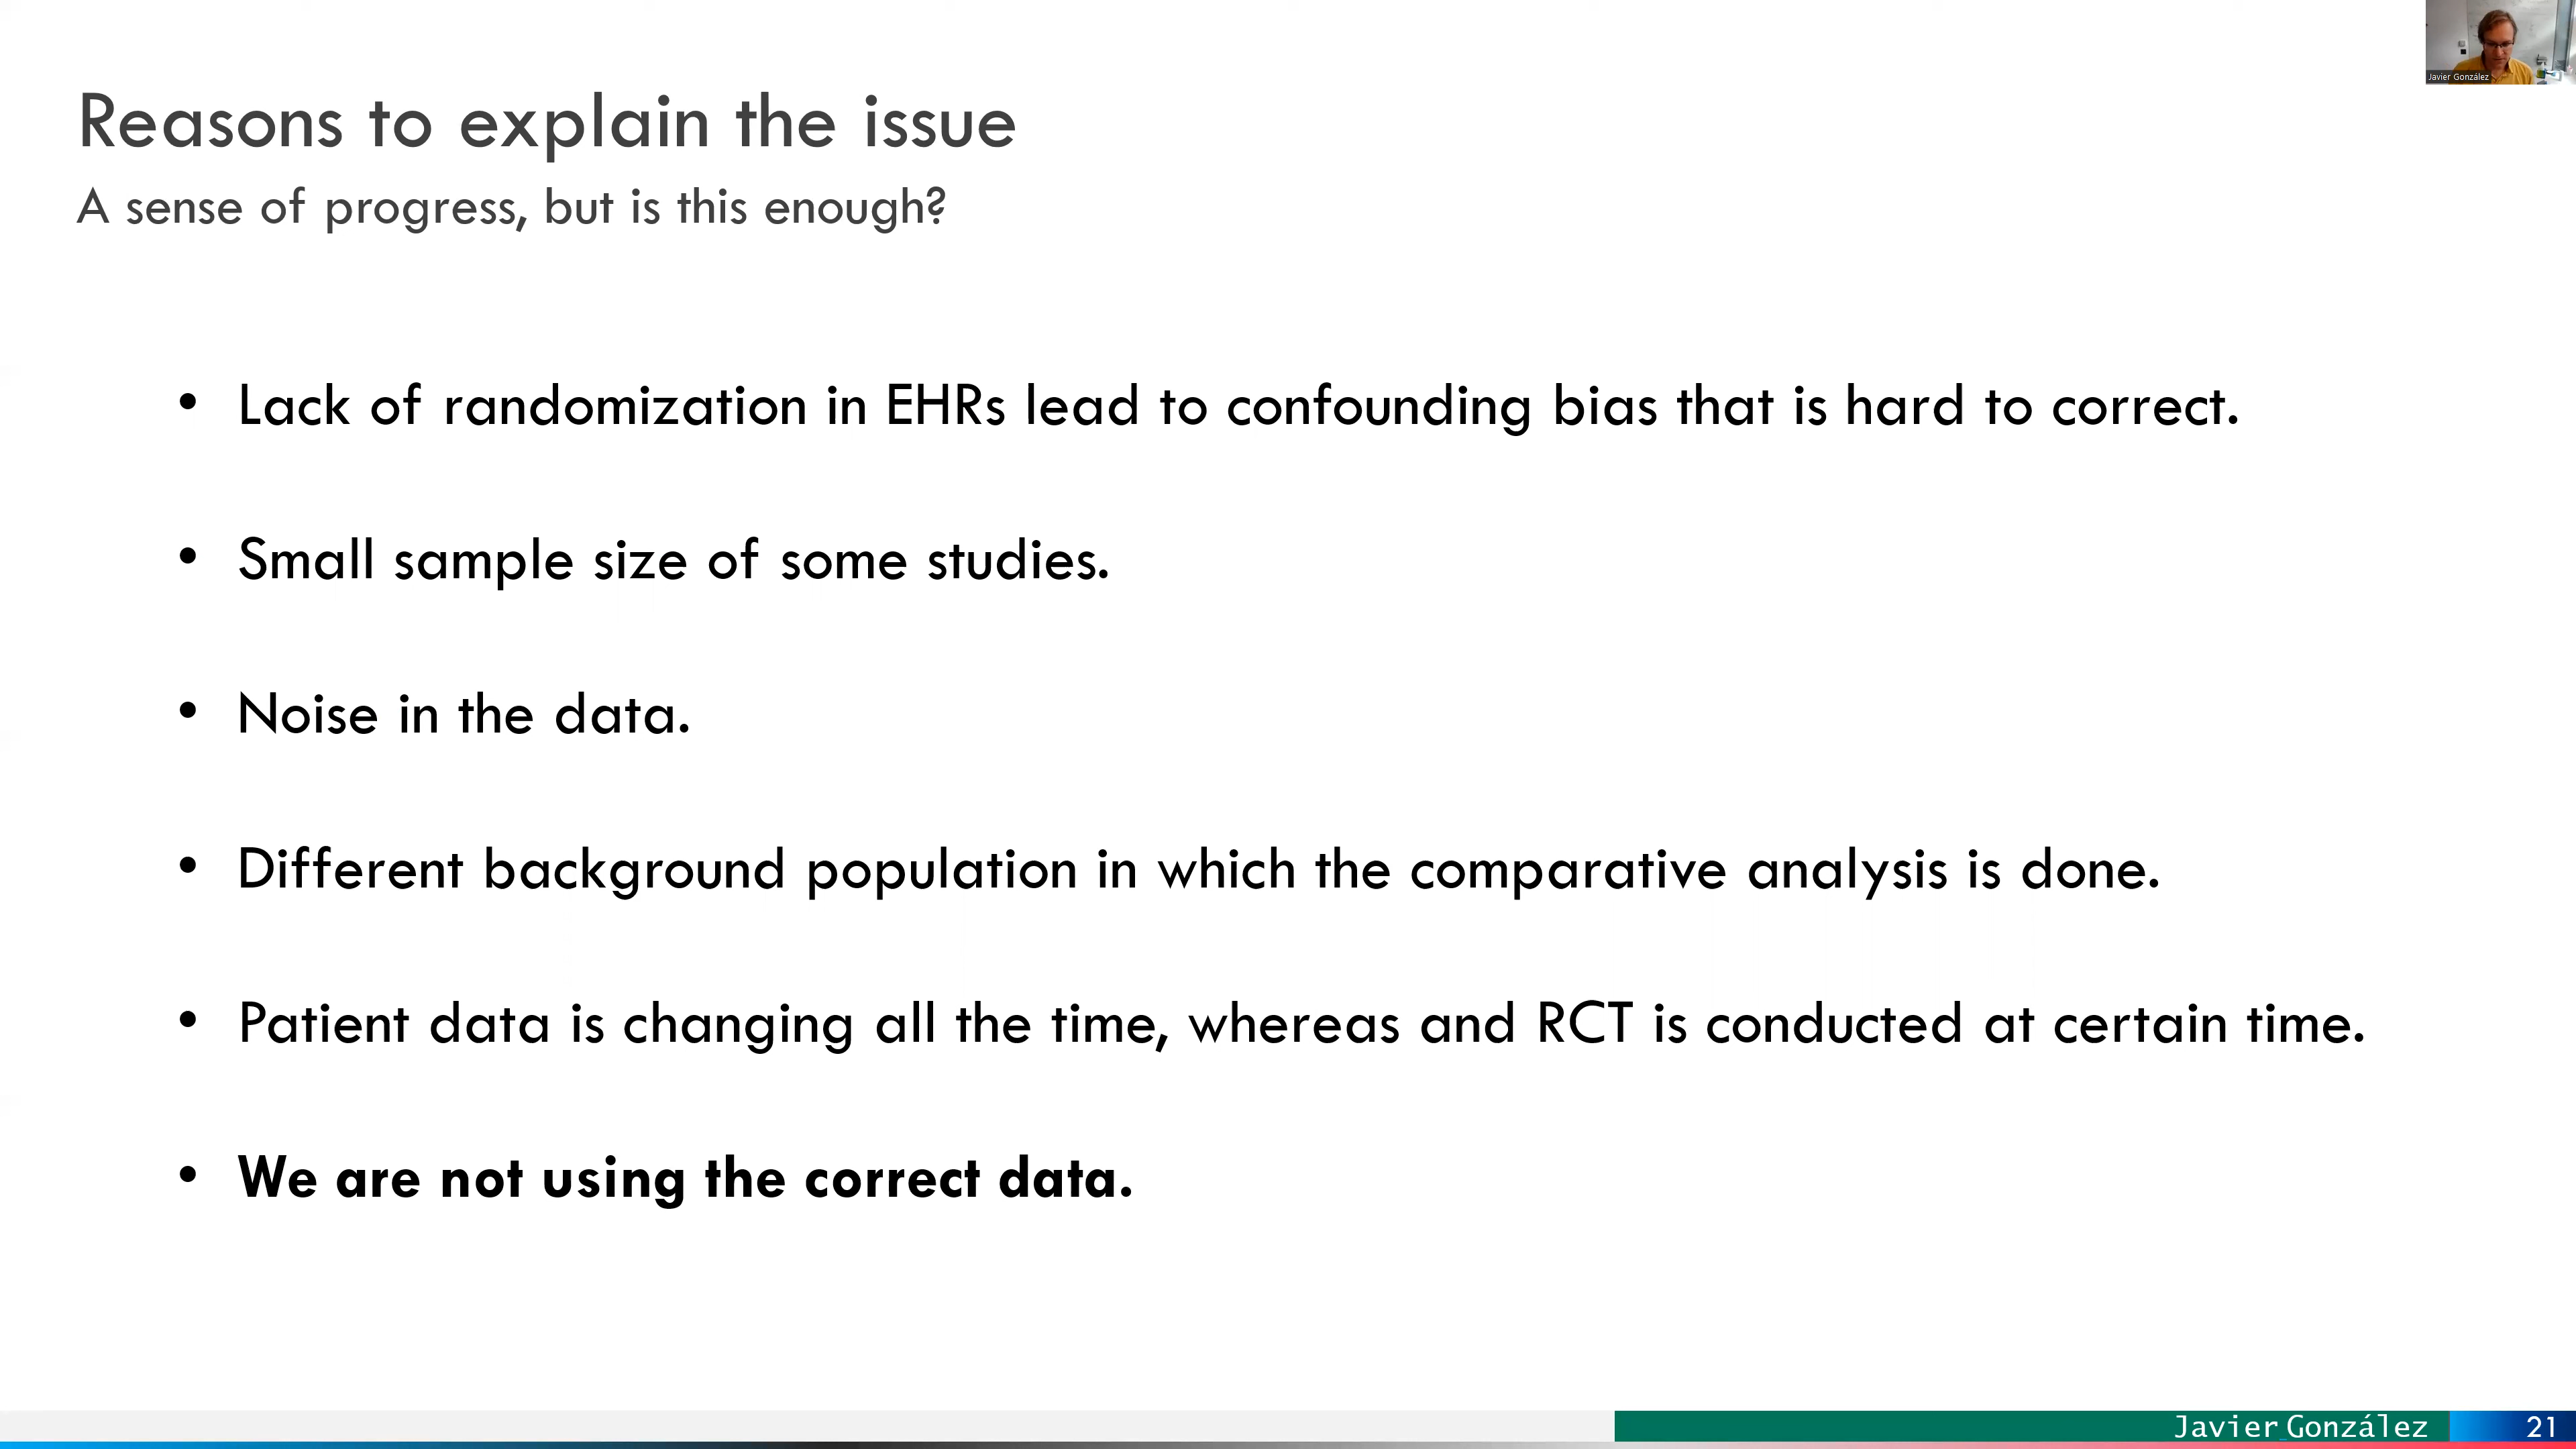 Javier González
Reasons to explain the issue
A sense of progress, but is this enough?
• Lack of randomization in EHRs lead to confounding bias that is hard to correct.
• Small sample size of some studies.
• Noise in the data.
• Different background population in which the comparative analysis is done.
• Patient data is changing all the time, whereas and RCT is conducted at certain time.
• We are not using the correct data.
Javier González 21